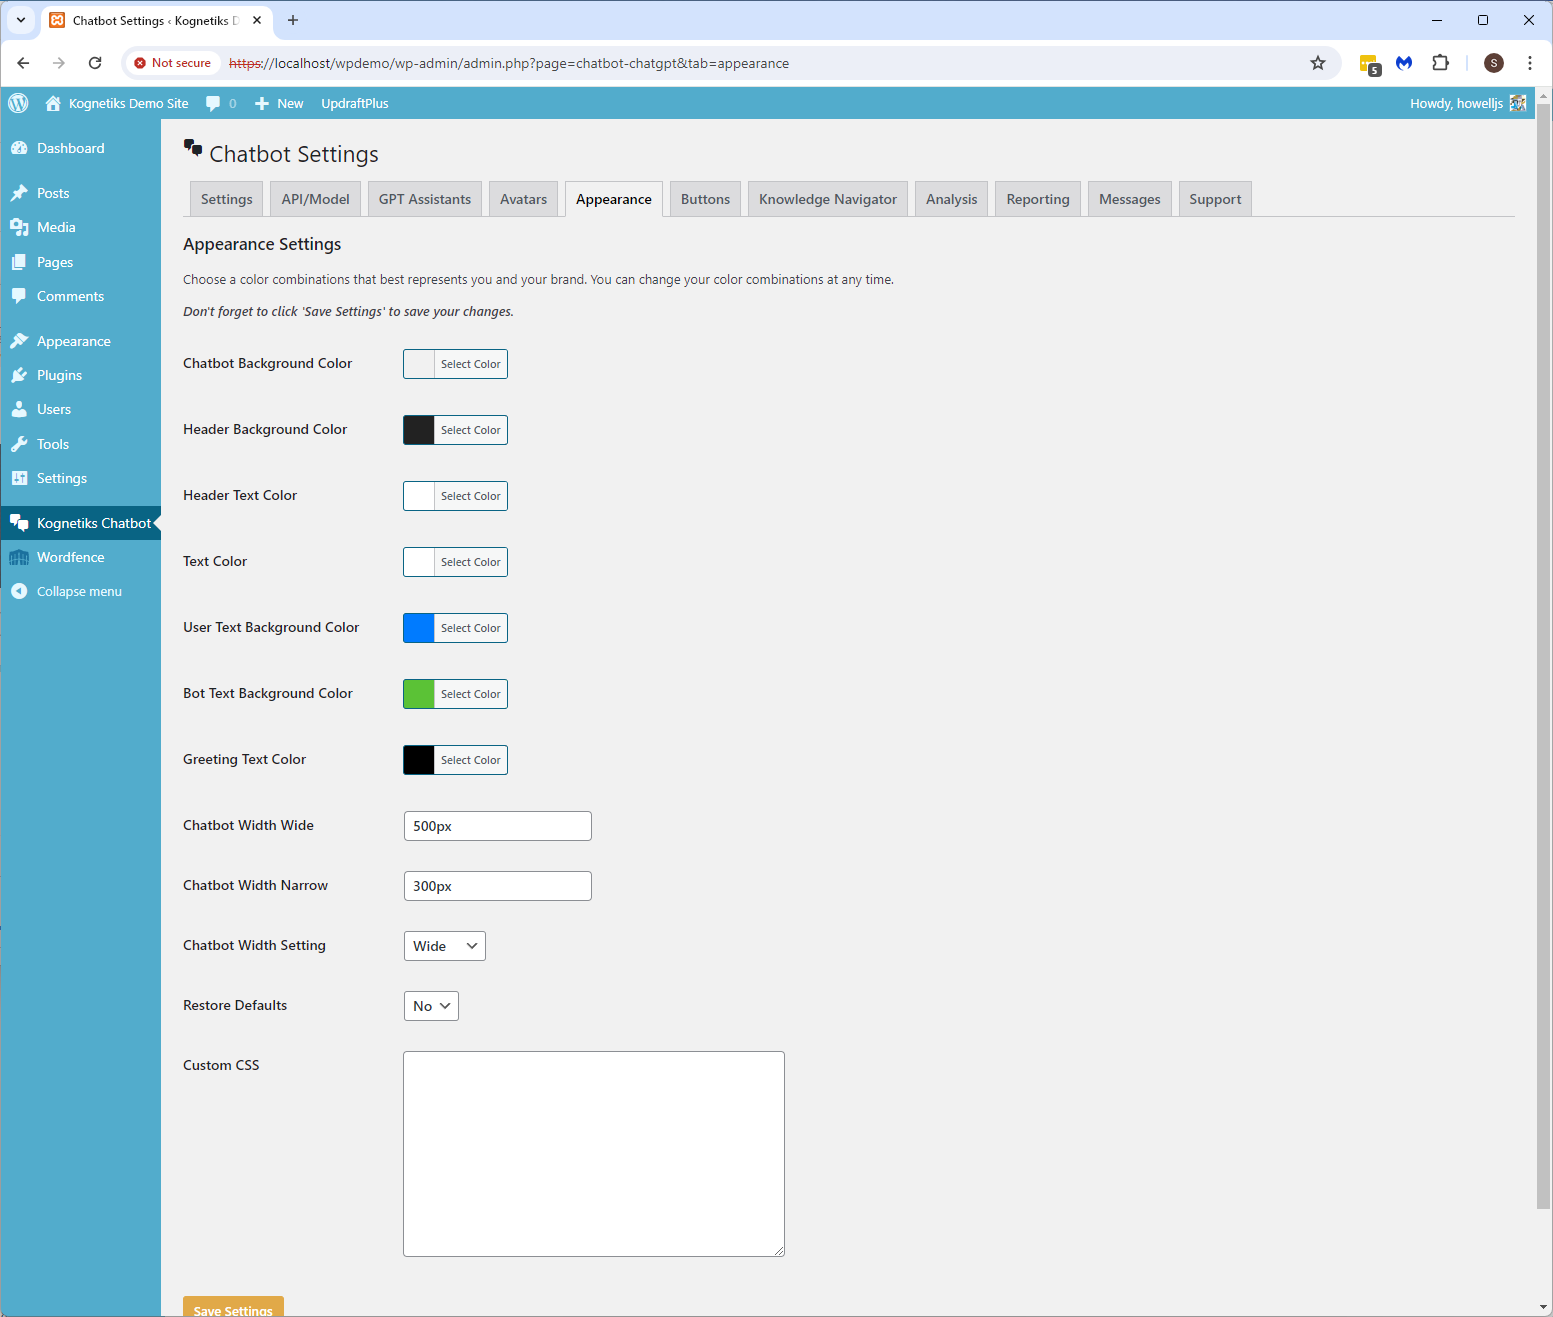 Chatbot Settings ‹ Kognetiks D
Not secure
https://localhost/wpdemo/wp-admin/admin.php?page=chatbot-chatgpt&tab=appearance
5
S
Kognetiks Demo Site
0
New
UpdraftPlus
Howdy, howelljs
Dashboard
Posts
Media
Pages
Comments
Appearance
Plugins
Users
Tools
Settings
Kognetiks Chatbot
Wordfence
Collapse menu
Chatbot Settings
Settings
API/Model
GPT Assistants
Avatars
Appearance
Buttons
Knowledge Navigator
Analysis
Reporting
Messages
Support
Appearance Settings
Choose a color combinations that best represents you and your brand. You can change your color combinations at any time.
Don't forget to click 'Save Settings' to save your changes.
Chatbot Background Color
Select Color
Header Background Color
Select Color
Header Text Color
Select Color
Text Color
Select Color
User Text Background Color
Select Color
Bot Text Background Color
Select Color
Greeting Text Color
Select Color
Chatbot Width Wide
500px
Chatbot Width Narrow
300px
Chatbot Width Setting
Wide
Restore Defaults
No
Custom CSS
Save Settings